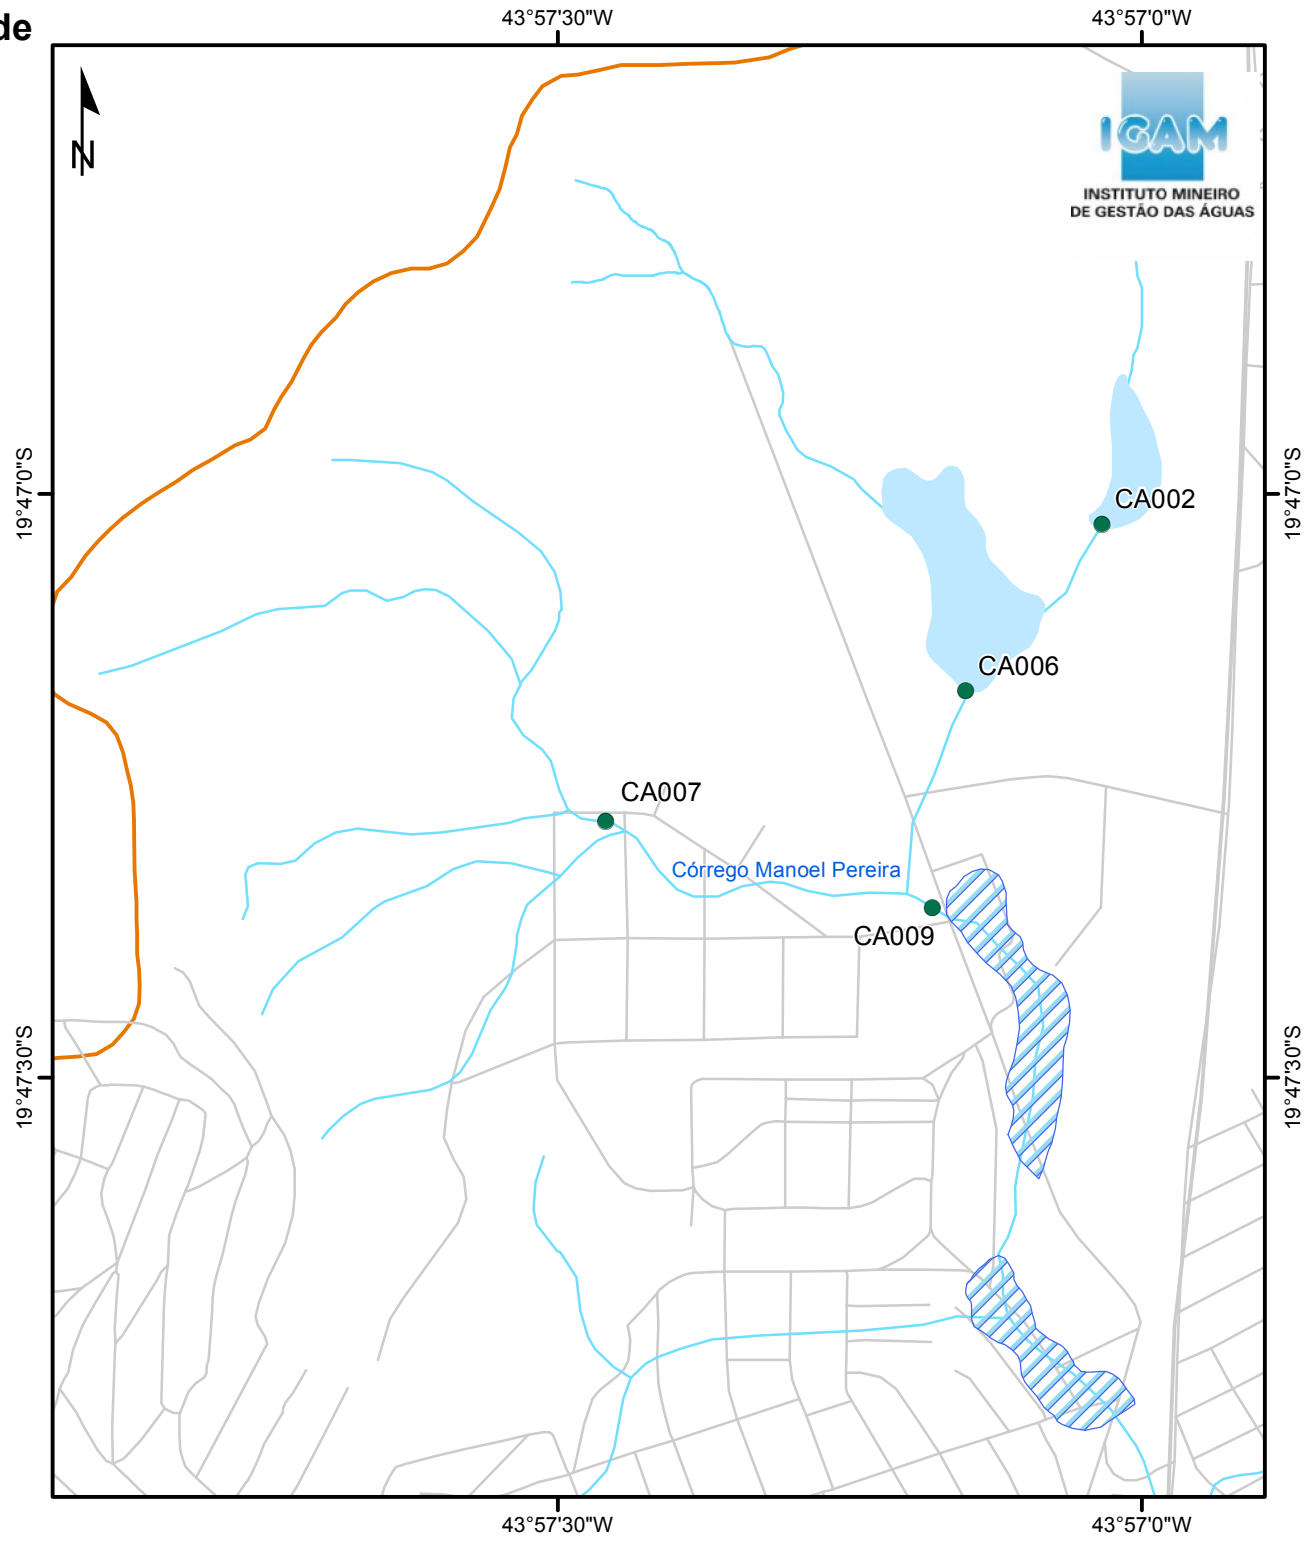 de
43°57'30"W
43°57'0"W
N
IGAM
INSTITUTO MINEIRO
DE GESTÃO DAS ÁGUAS
19°47'0"S
19°47'0"S
CA002
CA006
CA007
Córrego Manoel Pereira
CA009
19°47'30"S
19°47'30"S
43°57'30"W
43°57'0"W